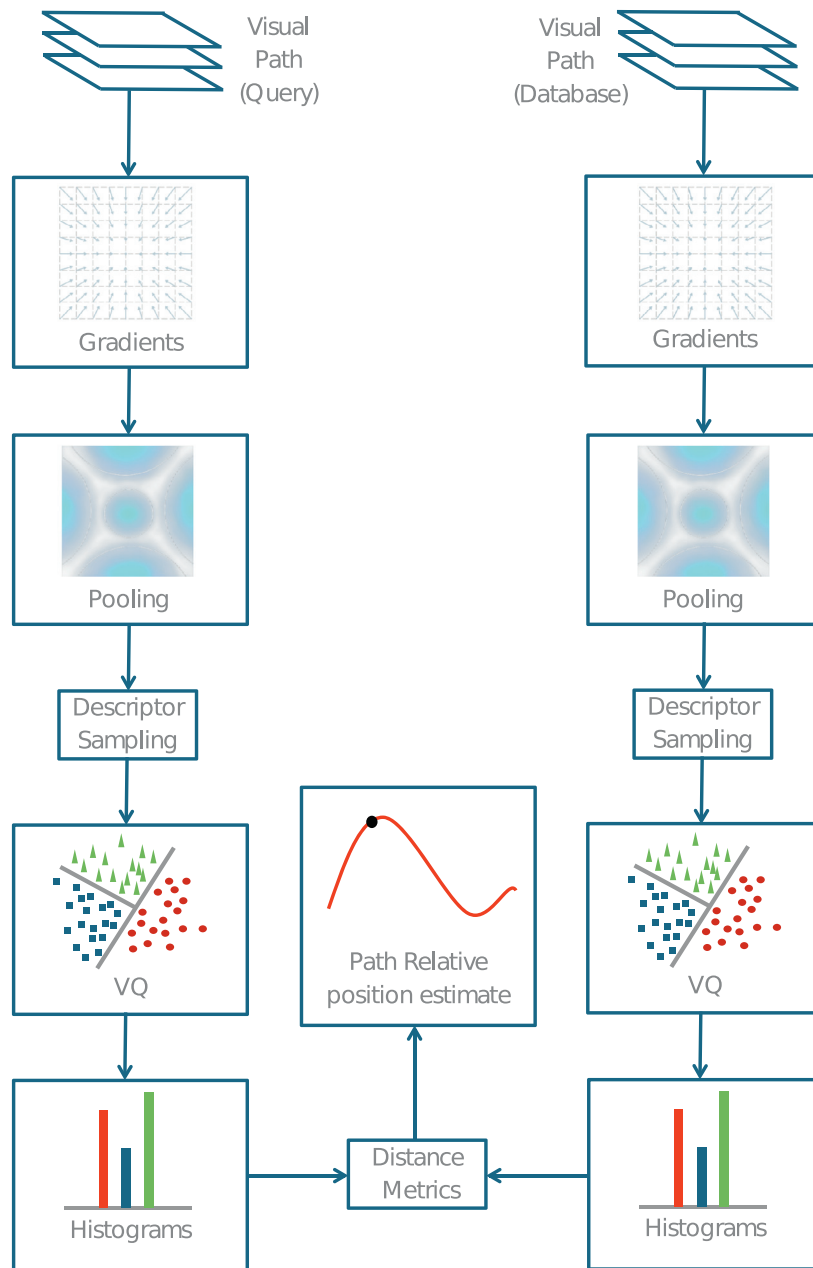 Visual
Path
(Query)
Visual
Path
(Database)
Gradients
Gradients
Pooling
Pooling
Descriptor
Sampling
Descriptor
Sampling
VQ
Path Relative
position estimate
VQ
Histograms
Distance
Metrics
Histograms